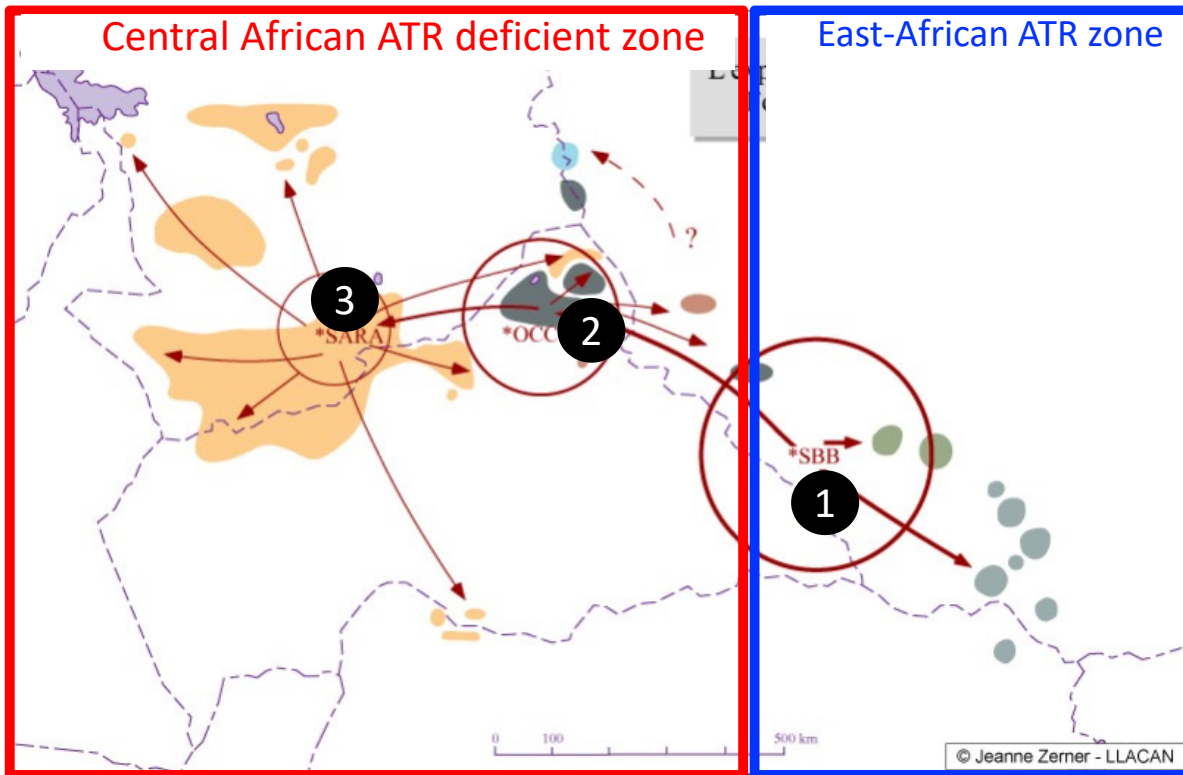 Central African ATR deficient zone
East-African ATR zone
?
3
*SARA
*OCC
2
*SBB
1
0 100 500 km
© Jeanne Zerner - LLACAN